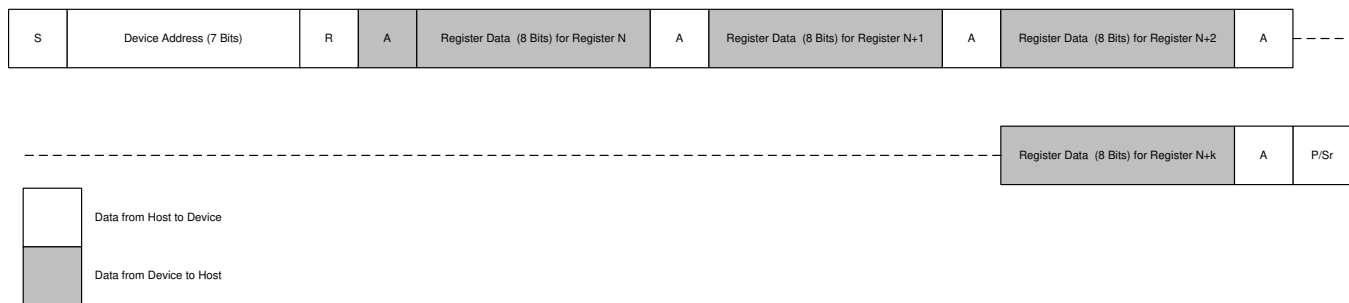 S Device Address (7 Bits) R A Register Data (8 Bits) for Register N A Register Data (8 Bits) for Register N+1 A Register Data (8 Bits) for Register N+2 A
Register Data (8 Bits) for Register N+k A P/Sr
Data from Host to Device
Data from Device to Host